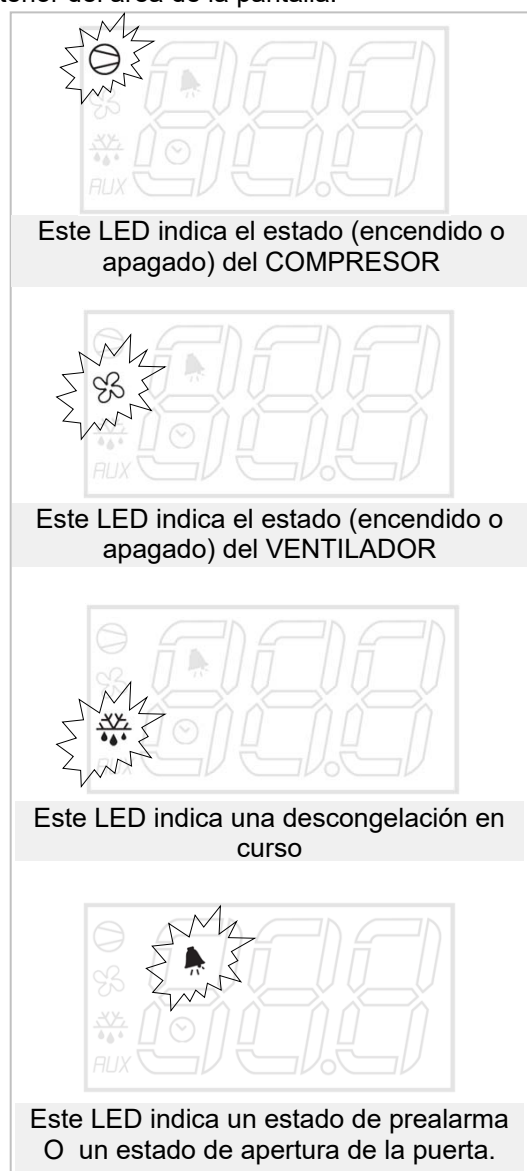 terior del área de la pantalla.
AUX
Este LED indica el estado (encendido o
apagado) del COMPRESOR
AUX
Este LED indica el estado (encendido o
apagado) del VENTILADOR
AUX
Este LED indica una descongelación en
curso
AUX
Este LED indica un estado de prealarma
O un estado de apertura de la puerta.